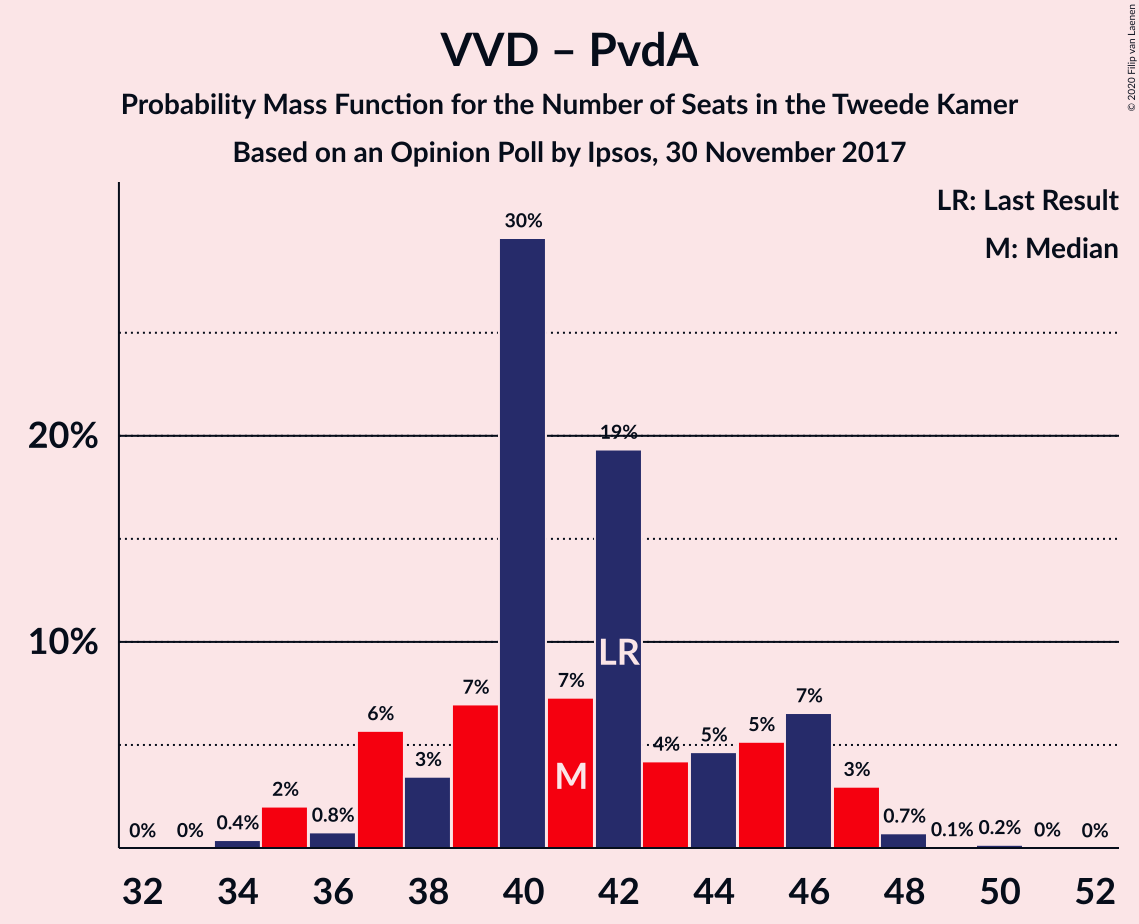 VVD – PvdA
Probability Mass Function for the Number of Seats in the Tweede Kamer
Based on an Opinion Poll by Ipsos, 30 November 2017
© 2020 Filip van Laenen
LR: Last Result
M: Median
30%
20%
19%
10%
LR
7%
7%
7%
6%
5%
5%
4%
M
3%
3%
2%
0.8%
0.7%
0.4%
0.2%
0.1%
0%
0%
0%
0%
32 34 36 38 40 42 44 46 48 50 52